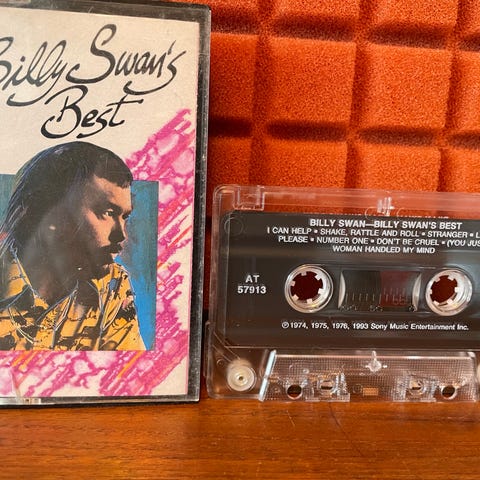 Billy Swan's
Best
BILLY SWAN—BILLY SWAN'S BEST
I CAN HELP • SHAKE, RATTLE AND ROLL • STRANGER • L
PLEASE • NUMBER ONE • DON'T BE CRUEL • (YOU JUS
WOMAN HANDLED MY MIND
AT
57913
℗ 1974, 1975, 1976, 1993 Sony Music Entertainment Inc.